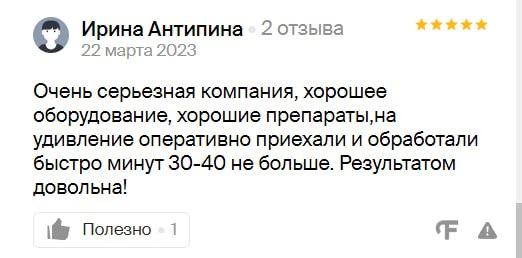 Ирина Антипина • 2 отзыва
22 марта 2023
Очень серьезная компания, хорошее
оборудование, хорошие препараты,на
удивление оперативно приехали и обработали
быстро минут 30-40 не больше. Результатом
довольна!
Полезно • 1